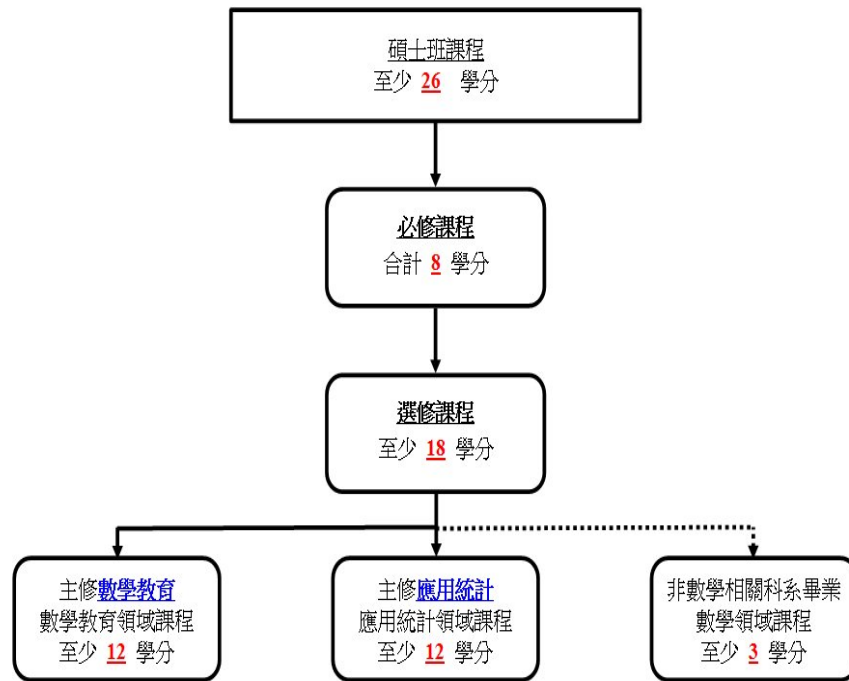 碩士班課程
至少 26 學分
必修課程
合計 8 學分
選修課程
至少 18 學分
主修數學教育
數學教育領域課程
至少 12 學分
主修應用統計
應用統計領域課程
至少 12 學分
非數學相關科系畢業
數學領域課程
至少 3 學分